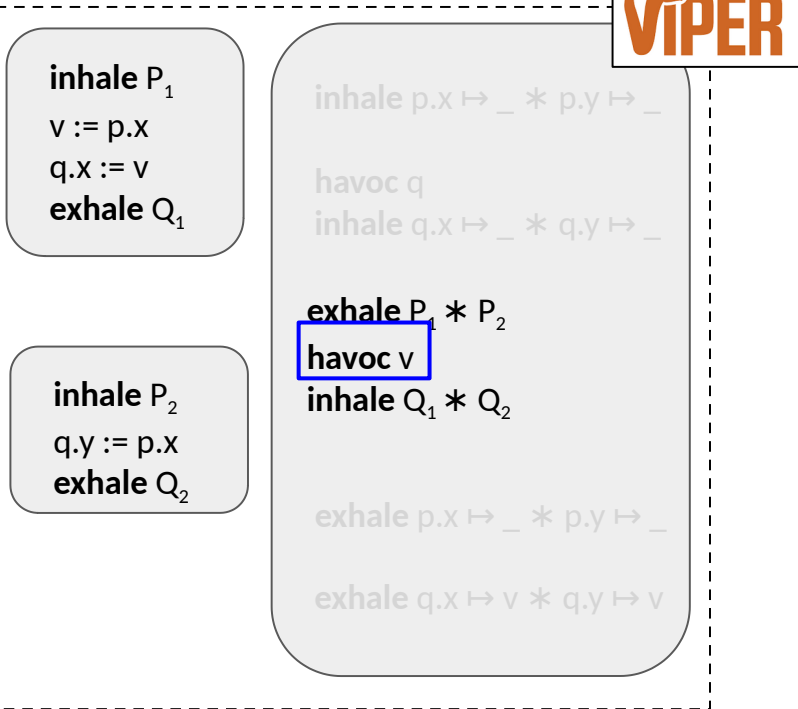 VIPER
inhale P₁
v := p.x
q.x := v
exhale Q₁
inhale P₂
q.y := p.x
exhale Q₂
inhale p.x ↦ _ ∗ p.y ↦ _
havoc q
inhale q.x ↦ _ ∗ q.y ↦ _
exhale P₁ ∗ P₂
havoc v
inhale Q₁ ∗ Q₂
exhale p.x ↦ _ ∗ p.y ↦ _
exhale q.x ↦ v ∗ q.y ↦ v